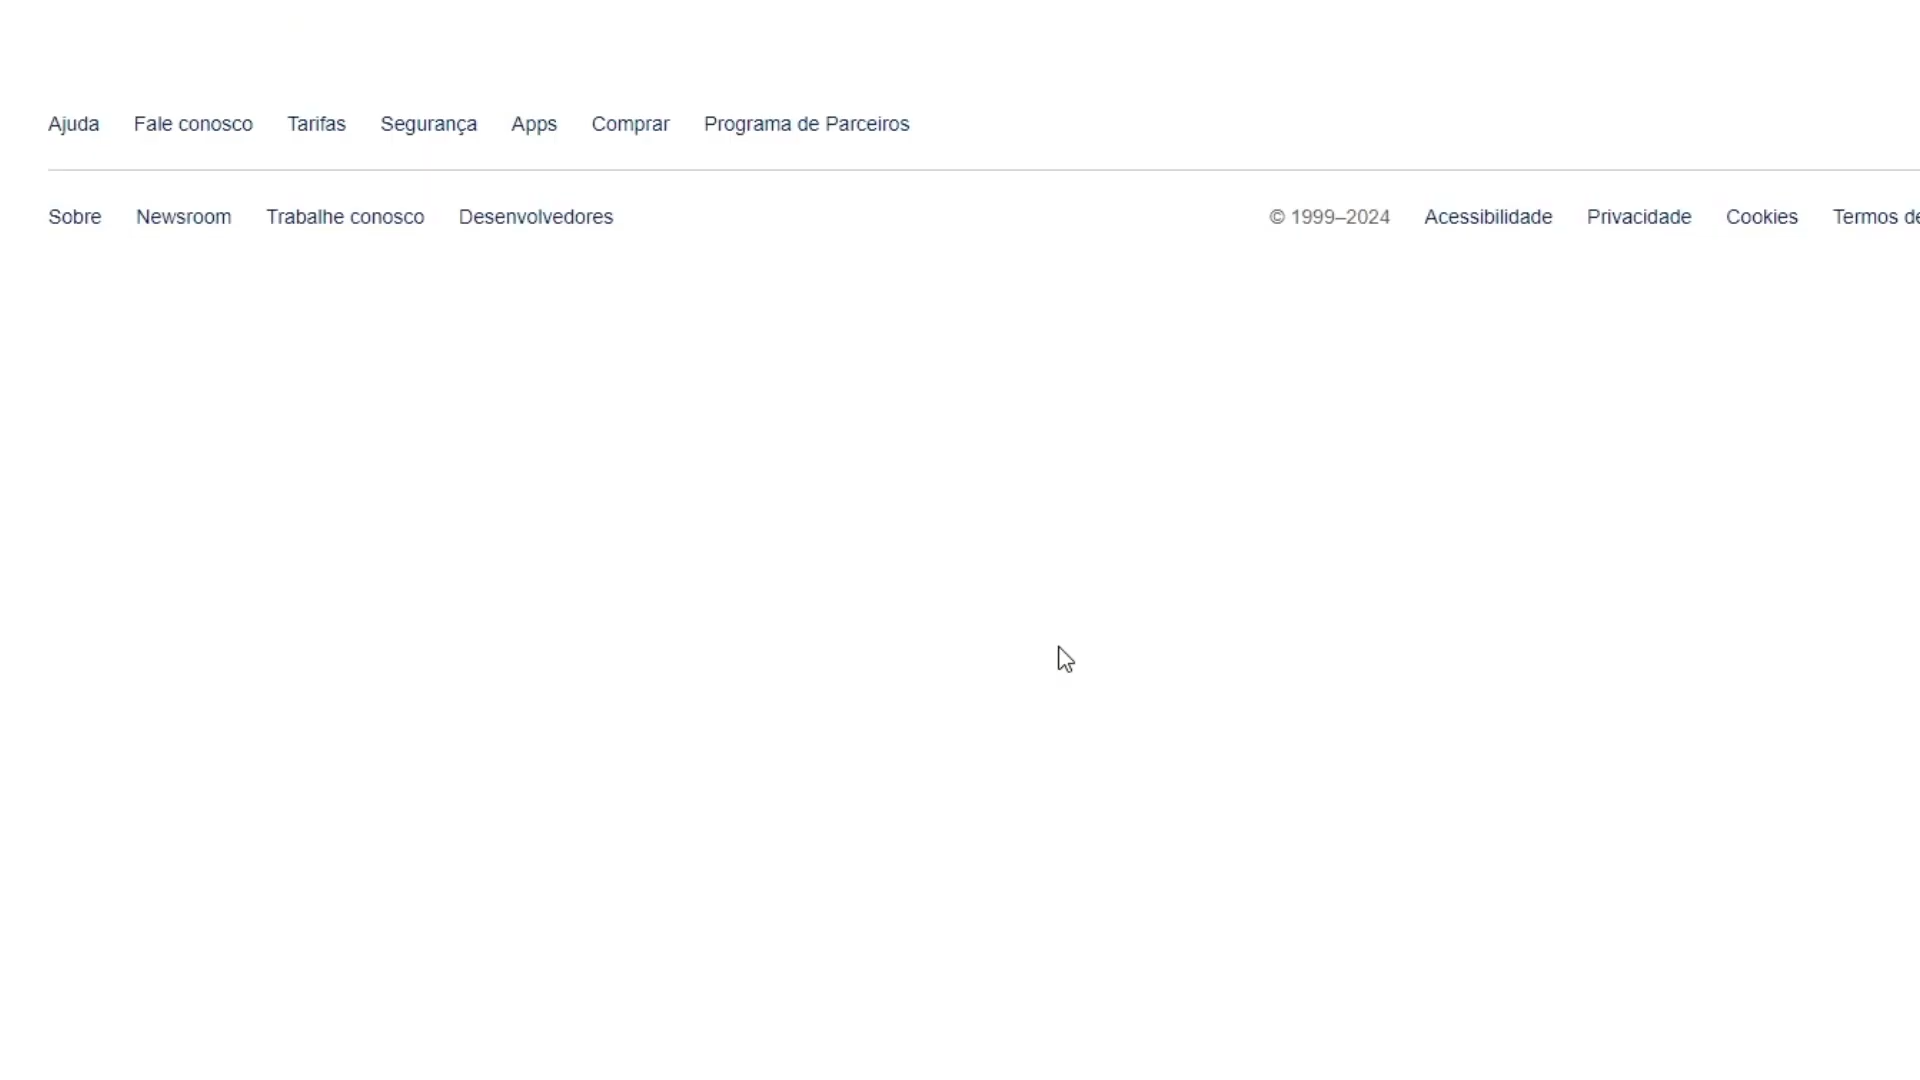 Ajuda Fale conosco Tarifas Segurança Apps Comprar Programa de Parceiros
Sobre Newsroom Trabalhe conosco Desenvolvedores © 1999–2024 Acessibilidade Privacidade Cookies Termos de